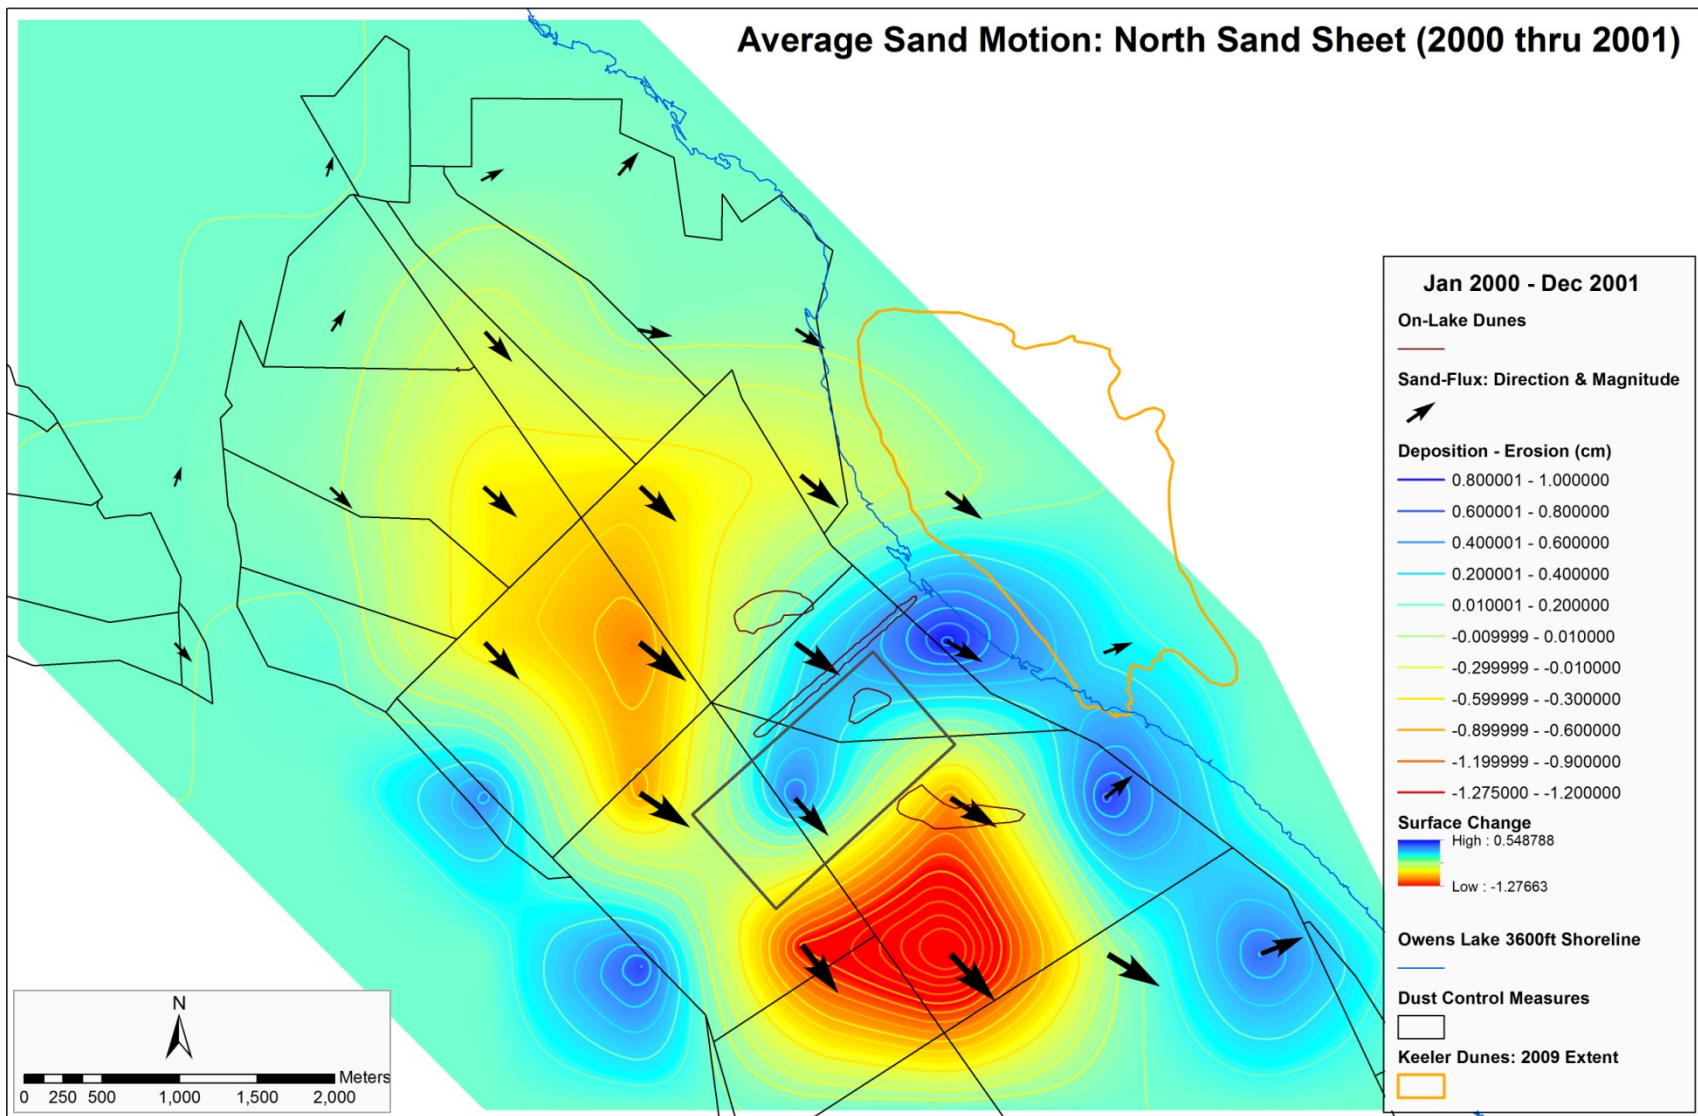 Average Sand Motion: North Sand Sheet (2000 thru 2001)
Jan 2000 - Dec 2001
On-Lake Dunes
Sand-Flux: Direction & Magnitude
Deposition - Erosion (cm)
0.800001 - 1.000000
0.600001 - 0.800000
0.400001 - 0.600000
0.200001 - 0.400000
0.010001 - 0.200000
-0.009999 - 0.010000
-0.299999 - -0.010000
-0.599999 - -0.300000
-0.899999 - -0.600000
-1.199999 - -0.900000
-1.275000 - -1.200000
Surface Change
High : 0.548788
Low : -1.27663
Owens Lake 3600ft Shoreline
Dust Control Measures
Keeler Dunes: 2009 Extent
N
Meters
0 250 500 1,000 1,500 2,000